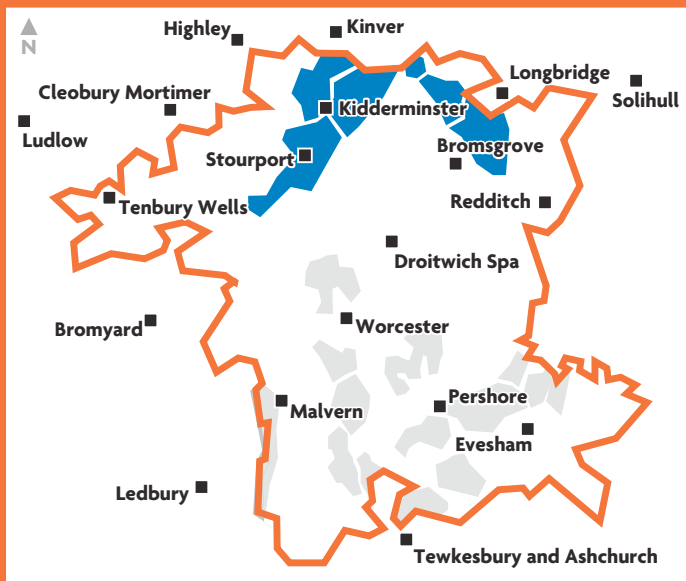 N
Highley
Kinver
Cleobury Mortimer
Longbridge
Solihull
Ludlow
Kidderminster
Stourport
Bromsgrove
Tenbury Wells
Redditch
Droitwich Spa
Bromyard
Worcester
Malvern
Pershore
Evesham
Ledbury
Tewkesbury and Ashchurch